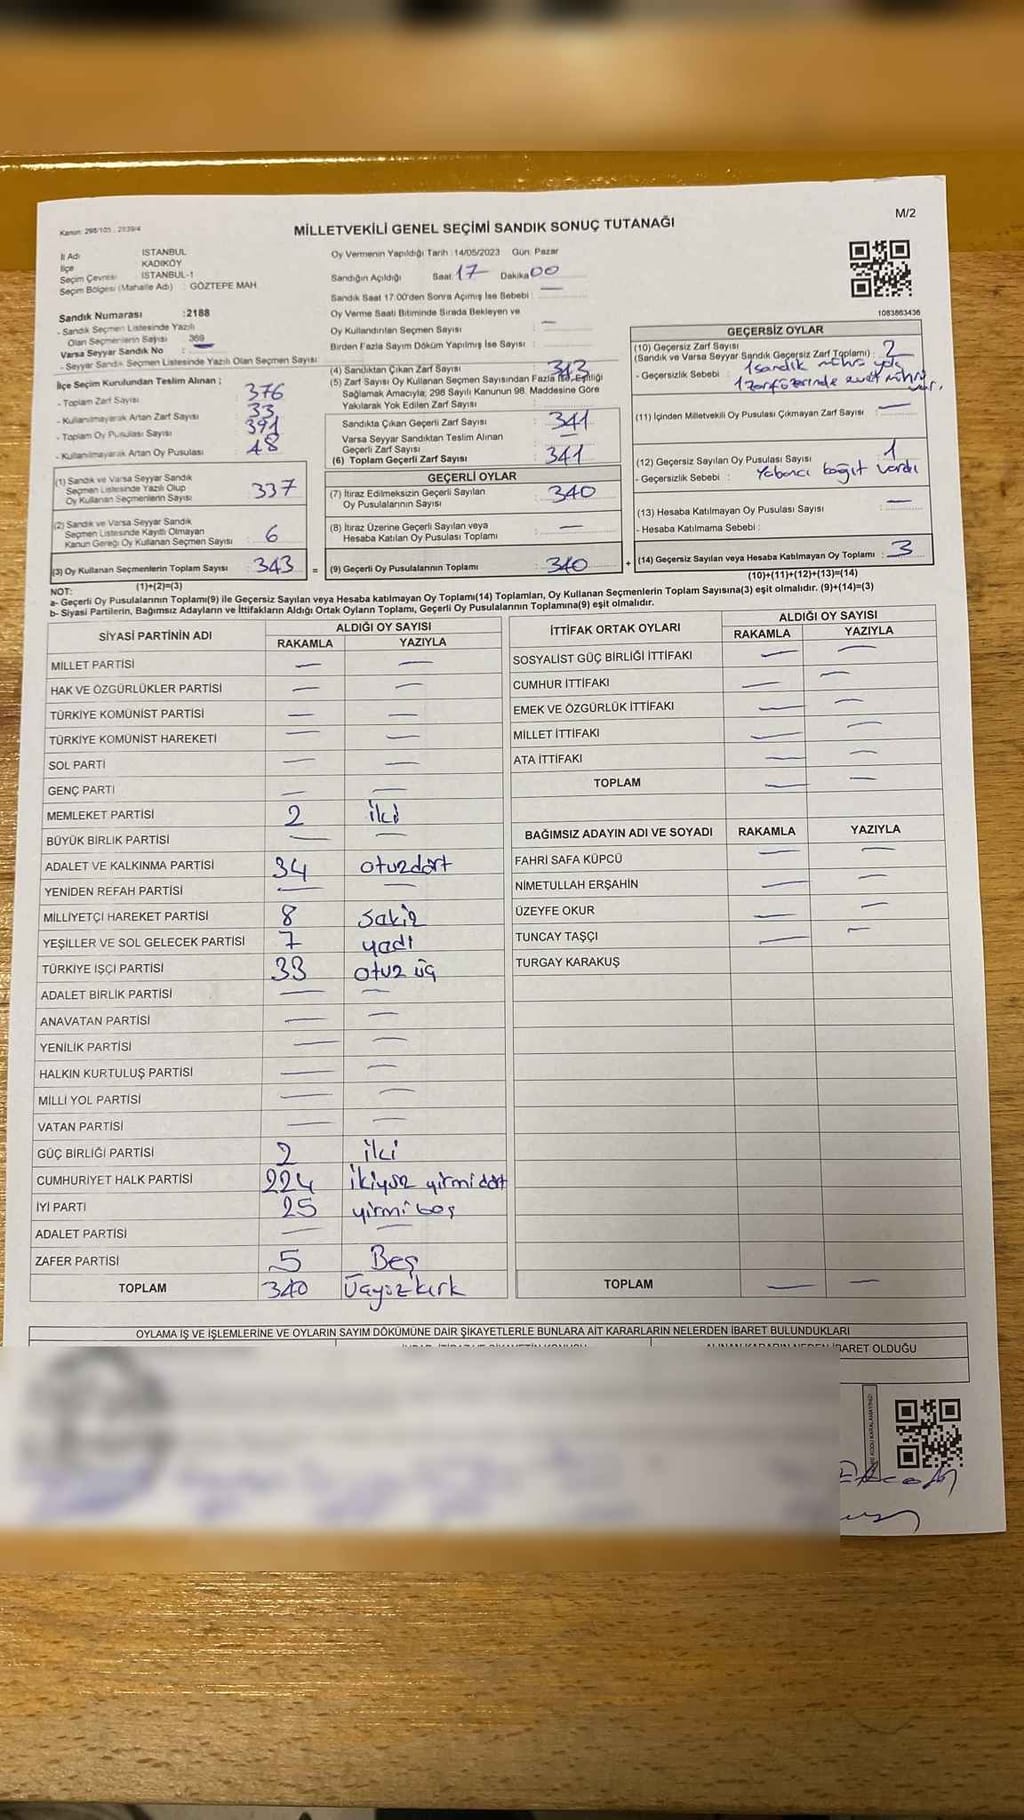 M/2
Kanun: 298/105 , 2839/4
MİLLETVEKİLİ GENEL SEÇİMİ SANDIK SONUÇ TUTANAĞI
İl Adı İSTANBUL
İlçe KADIKÖY
Seçim Çevresi İSTANBUL-1
Seçim Bölgesi (Mahalle Adı) : GÖZTEPE MAH
Sandık Numarası :2188
- Sandık Seçmen Listesinde Yazılı
Olan Seçmenlerin Sayısı 369
Varsa Seyyar Sandık No :
- Seyyar Sandık Seçmen Listesinde Yazılı Olan Seçmen Sayısı
Oy Vermenin Yapıldığı Tarih :14/05/2023 Gün: Pazar
Sandığın Açıldığı Saat 17 Dakika 00
Sandık Saat 17:00'den Sonra Açımış İse Sebebi : —
Oy Verme Saati Bitiminde Sırada Bekleyen ve
Oy Kullandırılan Seçmen Sayısı : —
Birden Fazla Sayım Döküm Yapılmış İse Sayısı :
1083863436
İlçe Seçim Kurulundan Teslim Alınan ;
- Toplam Zarf Sayısı : 376
- Kullanılmayarak Artan Zarf Sayısı : 33
- Toplam Oy Pusulası Sayısı : 391
- Kullanılmayarak Artan Oy Pusulası : 48
(1) Sandık ve Varsa Seyyar Sandık
Seçmen Listesinde Yazılı Olup
Oy Kullanan Seçmenlerin Sayısı : 337
(2) Sandık ve Varsa Seyyar Sandık
Seçmen Listesinde Kayıtlı Olmayan
Kanun Gereği Oy Kullanan Seçmen Sayısı : 6
(3) Oy Kullanan Seçmenlerin Toplam Sayısı : 343
(1)+(2)=(3)
(4) Sandıktan Çıkan Zarf Sayısı : 343
(5) Zarf Sayısı Oy Kullanan Seçmen Sayısından Fazla İse, Eşitliği
Sağlamak Amacıyla, 298 Sayılı Kanunun 98. Maddesine Göre
Yakılarak Yok Edilen Zarf Sayısı :
Sandıkta Çıkan Geçerli Zarf Sayısı : 341
Varsa Seyyar Sandıktan Teslim Alınan
Geçerli Zarf Sayısı : —
(6) Toplam Geçerli Zarf Sayısı : 341
GEÇERLİ OYLAR
(7) İtiraz Edilmeksizin Geçerli Sayılan
Oy Pusulalarının Sayısı : 340
(8) İtiraz Üzerine Geçerli Sayılan veya
Hesaba Katılan Oy Pusulası Toplamı : —
= (9) Geçerli Oy Pusulalarının Toplamı : 340
GEÇERSİZ OYLAR
(10) Geçersiz Zarf Sayısı
(Sandık ve Varsa Seyyar Sandık Geçersiz Zarf Toplamı) : 2
- Geçersizlik Sebebi : 1 sandık mührü yok
1 zarf üzerinde evet mührü var.
(11) İçinden Milletvekili Oy Pusulası Çıkmayan Zarf Sayısı : —
(12) Geçersiz Sayılan Oy Pusulası Sayısı : 1
- Geçersizlik Sebebi : Yabancı kağıt vardı
(13) Hesaba Katılmayan Oy Pusulası Sayısı : —
- Hesaba Katılmama Sebebi :
+ (14) Geçersiz Sayılan veya Hesaba Katılmayan Oy Toplamı : 3
(10)+(11)+(12)+(13)=(14)
NOT:
a- Geçerli Oy Pusulalarının Toplamı(9) ile Geçersiz Sayılan veya Hesaba katılmayan Oy Toplamı(14) Toplamları, Oy Kullanan Seçmenlerin Toplam Sayısına(3) eşit olmalıdır. (9)+(14)=(3)
b- Siyasi Partilerin, Bağımsız Adayların ve İttifakların Aldığı Ortak Oyların Toplamı, Geçerli Oy Pusulalarının Toplamına(9) eşit olmalıdır.
SİYASİ PARTİNİN ADI ALDIĞI OY SAYISI
RAKAMLA YAZIYLA
MİLLET PARTİSİ — —
HAK VE ÖZGÜRLÜKLER PARTİSİ — —
TÜRKİYE KOMÜNİST PARTİSİ — —
TÜRKİYE KOMÜNİST HAREKETİ — —
SOL PARTİ — —
GENÇ PARTİ — —
MEMLEKET PARTİSİ 2 iki
BÜYÜK BİRLİK PARTİSİ — —
ADALET VE KALKINMA PARTİSİ 34 otuzdört
YENİDEN REFAH PARTİSİ — —
MİLLİYETÇİ HAREKET PARTİSİ 8 sekiz
YEŞİLLER VE SOL GELECEK PARTİSİ 7 yedi
TÜRKİYE İŞÇİ PARTİSİ 33 otuz üç
ADALET BİRLİK PARTİSİ — —
ANAVATAN PARTİSİ — —
YENİLİK PARTİSİ — —
HALKIN KURTULUŞ PARTİSİ — —
MİLLİ YOL PARTİSİ — —
VATAN PARTİSİ — —
GÜÇ BİRLİĞİ PARTİSİ 2 iki
CUMHURİYET HALK PARTİSİ 224 ikiyüz yirmi dört
İYİ PARTİ 25 yirmi beş
ADALET PARTİSİ — —
ZAFER PARTİSİ 5 Beş
TOPLAM 340 Üçyüz kırk
İTTİFAK ORTAK OYLARI ALDIĞI OY SAYISI
RAKAMLA YAZIYLA
SOSYALİST GÜÇ BİRLİĞİ İTTİFAKI — —
CUMHUR İTTİFAKI — —
EMEK VE ÖZGÜRLÜK İTTİFAKI — —
MİLLET İTTİFAKI — —
ATA İTTİFAKI — —
TOPLAM — —
BAĞIMSIZ ADAYIN ADI VE SOYADI RAKAMLA YAZIYLA
FAHRİ SAFA KÜPCÜ — —
NİMETULLAH ERŞAHİN — —
ÜZEYFE OKUR — —
TUNCAY TAŞÇI — —
TURGAY KARAKUŞ
TOPLAM — —
OYLAMA İŞ VE İŞLEMLERİNE VE OYLARIN SAYIM DÖKÜMÜNE DAİR ŞİKAYETLERLE BUNLARA AİT KARARLARIN NELERDEN İBARET BULUNDUKLARI
İBARET OLDUĞU